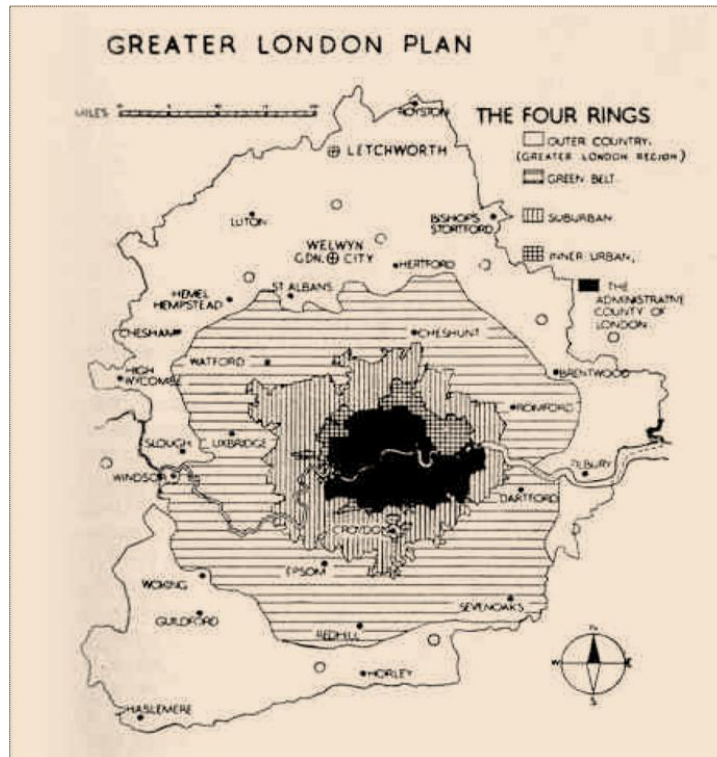 GREATER LONDON PLAN
MILES
ROYSTON
THE FOUR RINGS
OUTER COUNTRY.
(GREATER LONDON REGION)
GREEN BELT.
SUBURBAN.
INNER URBAN,
THE
ADMINISTRATIVE
COUNTY OF
LONDON.
LETCHWORTH
LUTON
BISHOP'S
STORTFORD
WELWYN
GDN. CITY
HERTFORD
ST ALBANS
HEMEL
HEMPSTEAD
CHESHAM
CHESHUNT
WATFORD
HIGH
WYCOMBE
BRENTWOOD
ROMFORD
UXBRIDGE
SLOUGH
WINDSOR
TILBURY
DARTFORD
CROYDON
EPSOM
WOKING
GUILDFORD
SEVENOAKS
REDHILL
HORLEY
HASLEMERE
N
W
E
S